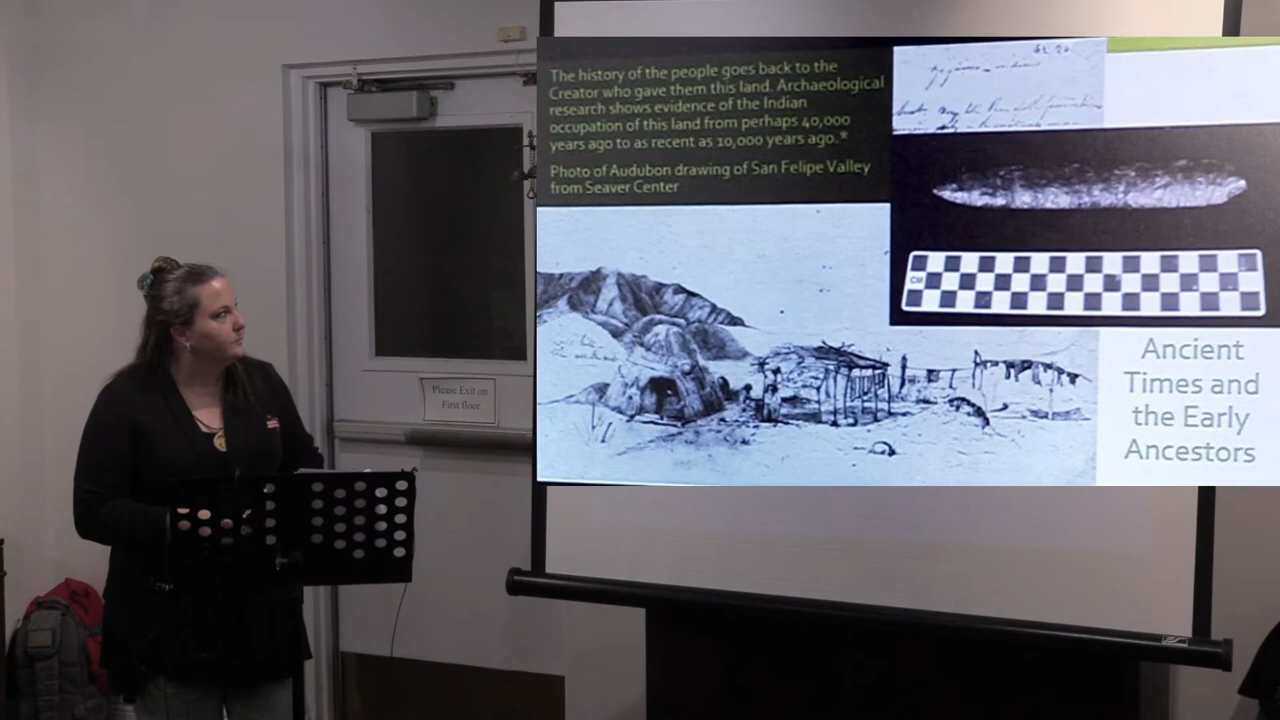 The history of the people goes back to the
Creator who gave them this land. Archaeological
research shows evidence of the Indian
occupation of this land from perhaps 40,000
years ago to as recent as 10,000 years ago.*
Photo of Audubon drawing of San Felipe Valley
from Seaver Center
CM
Ancient
Times and
the Early
Ancestors
Please Exit on
First floor